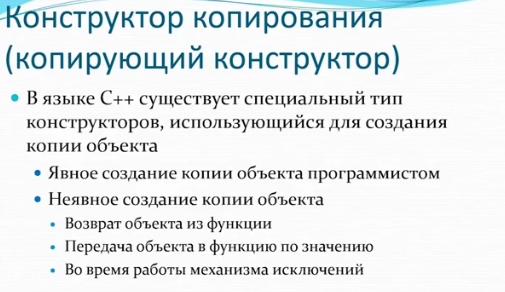 Конструктор копирования
(копирующий конструктор)
В языке С++ существует специальный тип
конструкторов, использующийся для создания
копии объекта
Явное создание копии объекта программистом
Неявное создание копии объекта
Возврат объекта из функции
Передача объекта в функцию по значению
Во время работы механизма исключений